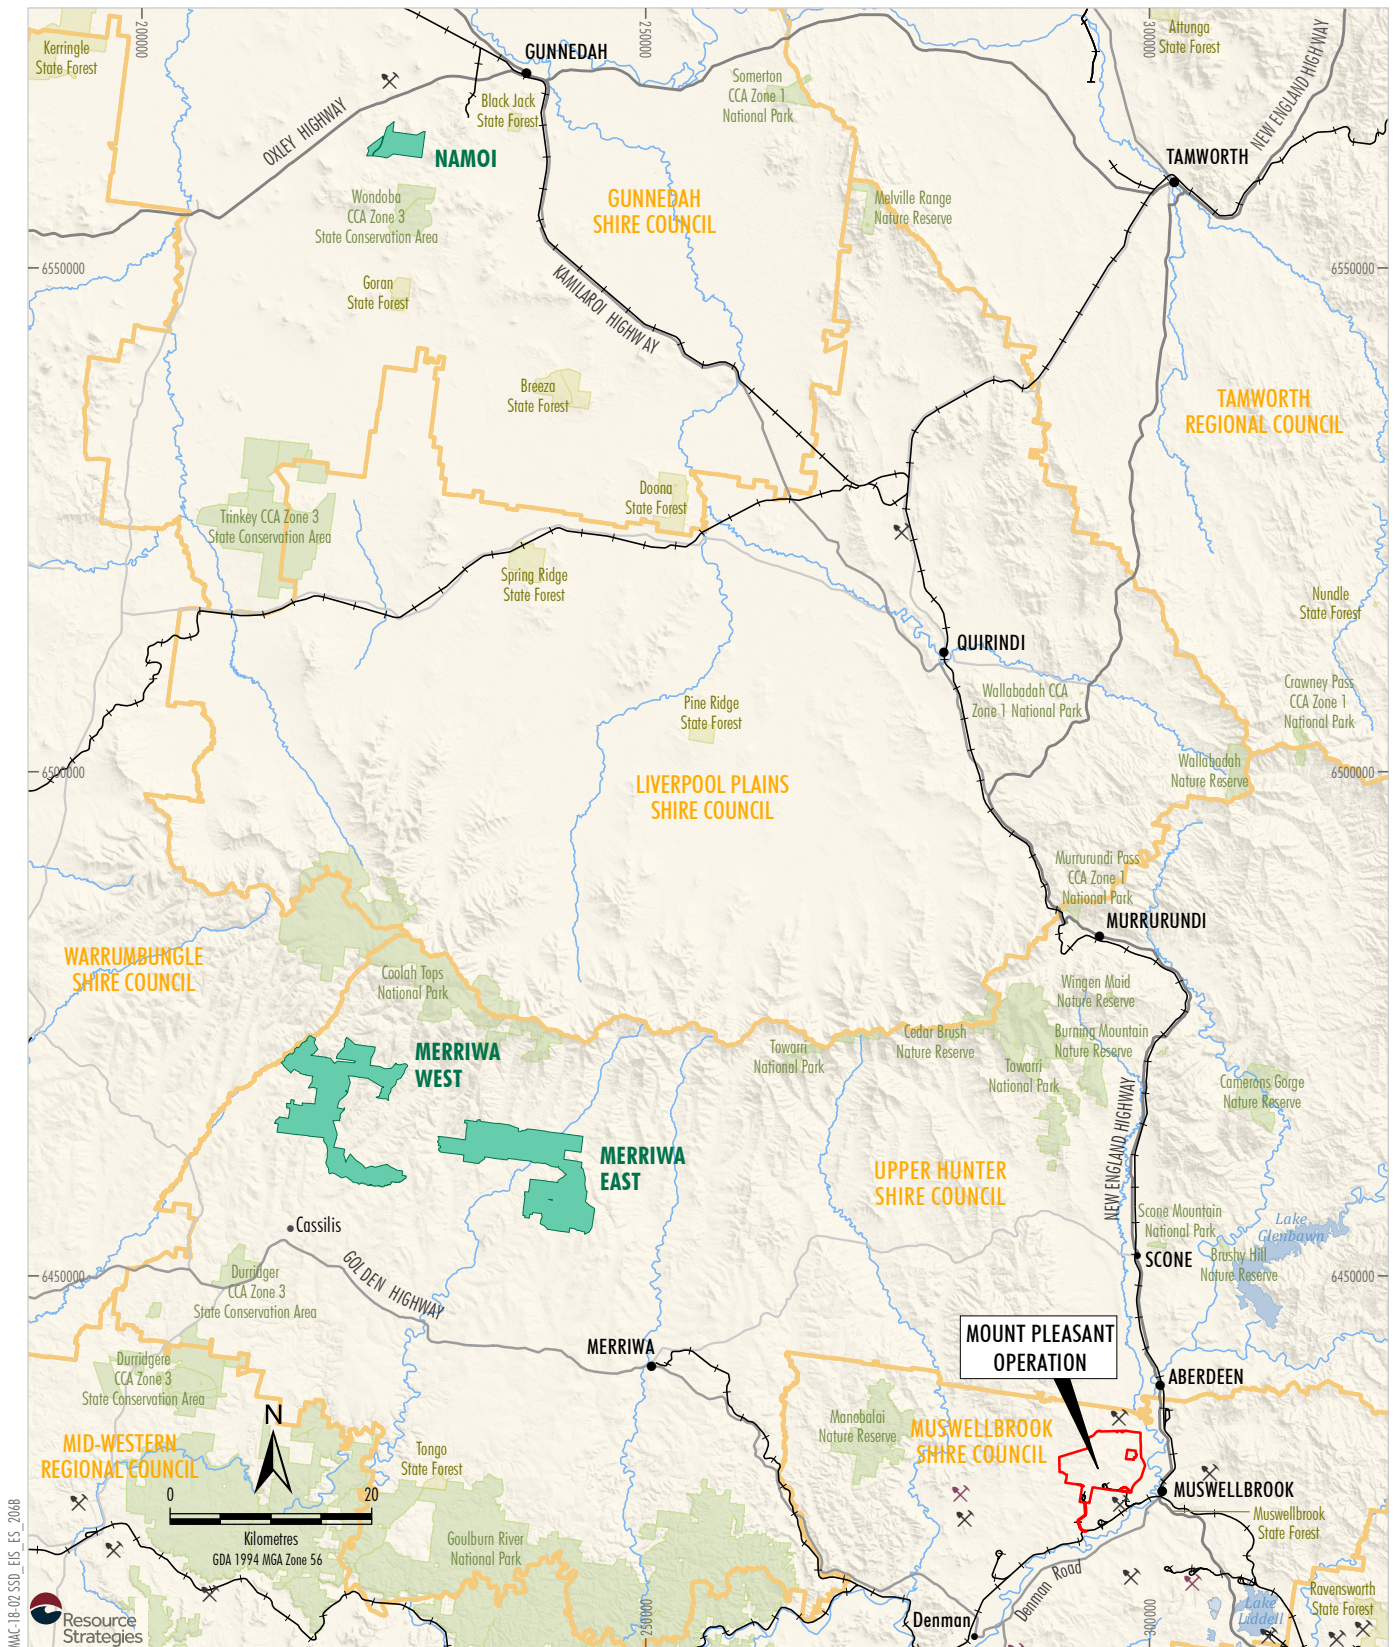 200000
250000
300000
Kerringle
State Forest
GUNNEDAH
Attunga
State Forest
NEW ENGLAND HIGHWAY
Somerton
CCA Zone 1
National Park
Black Jack
State Forest
OXLEY HIGHWAY
NAMOI
TAMWORTH
Wondoba
CCA Zone 3
State Conservation Area
GUNNEDAH
SHIRE COUNCIL
Melville Range
Nature Reserve
6550000
6550000
Goran
State Forest
KAMILAROI HIGHWAY
Breeza
State Forest
TAMWORTH
REGIONAL COUNCIL
Doona
State Forest
Trinkey CCA Zone 3
State Conservation Area
Spring Ridge
State Forest
Nundle
State Forest
QUIRINDI
Wallabadah CCA
Zone 1 National Park
Crawney Pass
CCA Zone 1
National Park
Pine Ridge
State Forest
Wallabadah
Nature Reserve
6500000
6500000
LIVERPOOL PLAINS
SHIRE COUNCIL
Murrurundi Pass
CCA Zone 1
National Park
MURRURUNDI
WARRUMBUNGLE
SHIRE COUNCIL
Coolah Tops
National Park
Wingen Maid
Nature Reserve
Cedar Brush
Nature Reserve
Burning Mountain
Nature Reserve
Towarri
National Park
Towarri
National Park
MERRIWA
WEST
Camerons Gorge
Nature Reserve
NEW ENGLAND HIGHWAY
MERRIWA
EAST
UPPER HUNTER
SHIRE COUNCIL
Scone Mountain
National Park
Lake
Glenbawn
Cassilis
SCONE
Brushy Hill
Nature Reserve
6450000
6450000
Durridger
CCA Zone 3
State Conservation Area
GOLDEN HIGHWAY
MERRIWA
MOUNT PLEASANT
OPERATION
Durridgere
CCA Zone 3
State Conservation Area
ABERDEEN
N
Manobalai
Nature Reserve
MUSWELLBROOK
SHIRE COUNCIL
MID-WESTERN
REGIONAL COUNCIL
Tongo
State Forest
MUSWELLBROOK
0
20
Kilometres
GDA 1994 MGA Zone 56
Muswellbrook
State Forest
Goulburn River
National Park
Denman Road
Denman
Ravensworth
State Forest
Lake
Liddell
250000
300000
MAC-18-02 SSD_EIS_ES_206B
Resource
Strategies